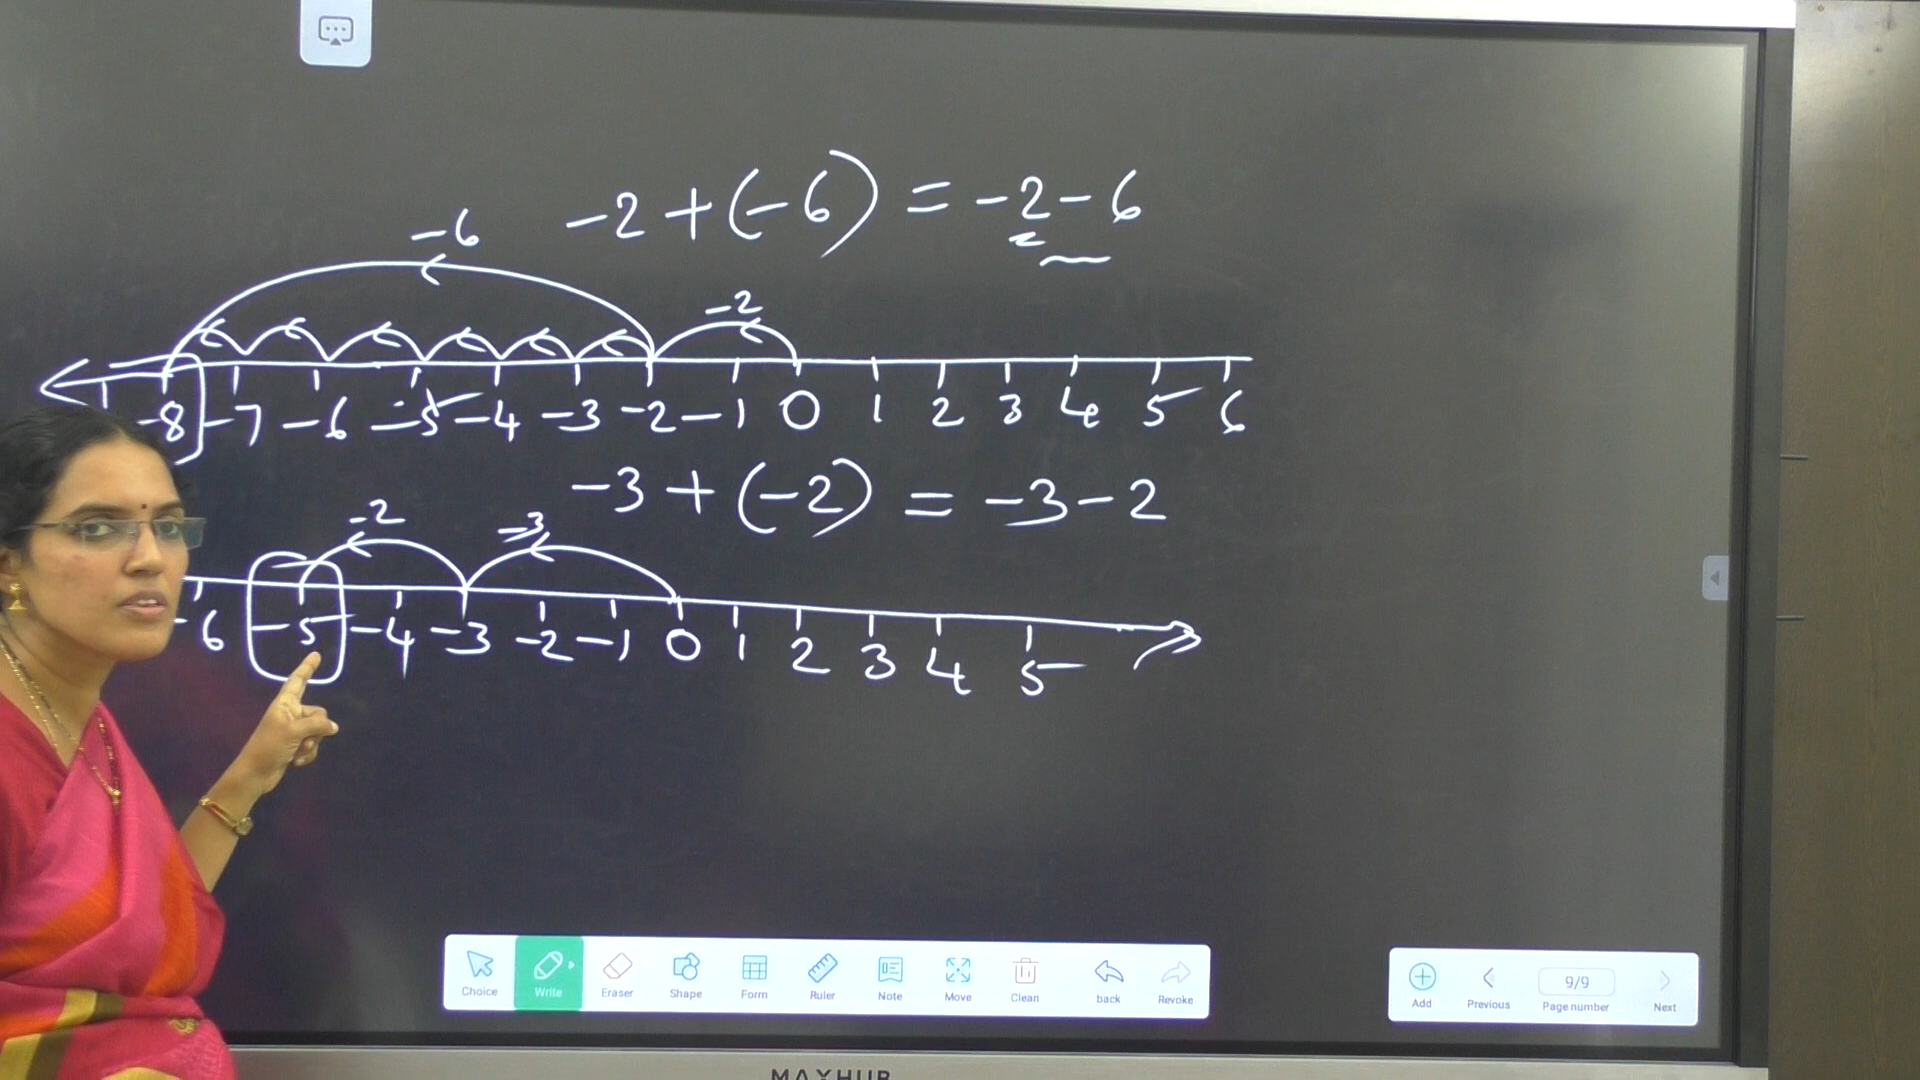 -2 + (-6) = -2 - 6
-6
-2
-8 -7 -6 -5 -4 -3 -2 -1 0 1 2 3 4 5 6
-3 + (-2) = -3 - 2
-2 -3
-6 -5 -4 -3 -2 -1 0 1 2 3 4 5
Choice Write Eraser Shape Form Ruler Note Move Clean back Revoke
Add Previous 9/9 Page number Next
MAXHUB